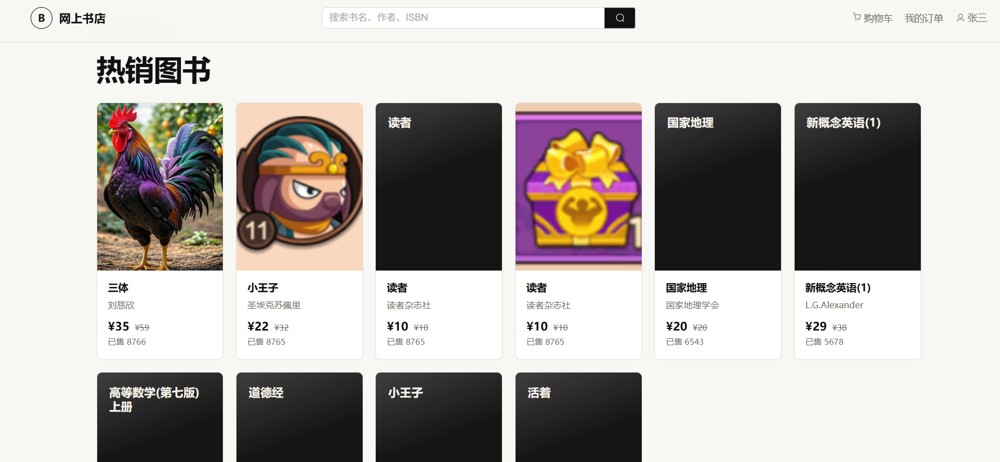 B 网上书店
搜索书名、作者、ISBN
购物车 我的订单 张三
热销图书
11
读者
1
国家地理
新概念英语(1)
三体
刘慈欣
¥35 ¥59
已售 8766
小王子
圣埃克苏佩里
¥22 ¥32
已售 8765
读者
读者杂志社
¥10 ¥10
已售 8765
读者
读者杂志社
¥10 ¥10
已售 8765
国家地理
国家地理学会
¥20 ¥20
已售 6543
新概念英语(1)
L.G.Alexander
¥29 ¥38
已售 5678
高等数学(第七版)
上册
道德经
小王子
活着